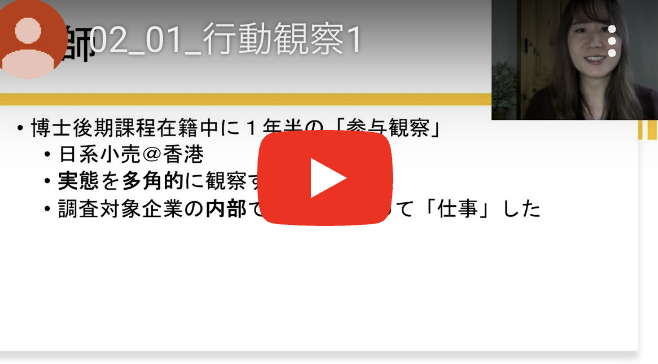 師
02_01_行動観察1
• 博士後期課程在籍中に１年半の「参与観察」
• 日系小売＠香港
• 実態を多角的に観察す
• 調査対象企業の内部で って「仕事」した